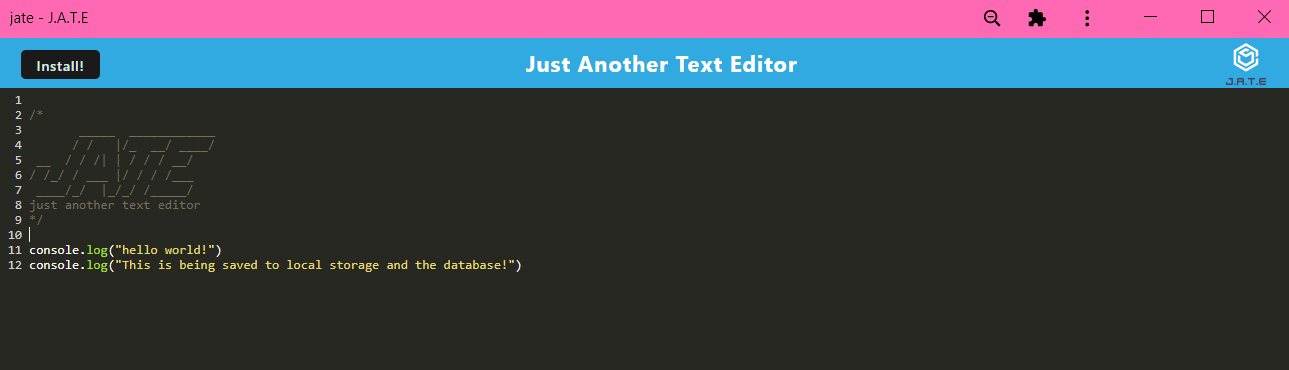 jate - J.A.T.E
Install!
Just Another Text Editor
J.A.T.E
1
2 /*
3        _____  ____________
4       / /   |/_  __/ ____/
5  __  / / /| | / / / __/
6 / /_/ / ___ |/ / / /___
7  ____/_/  |_/_/ /_____/
8 just another text editor
9 */
10
11 console.log("hello world!")
12 console.log("This is being saved to local storage and the database!")